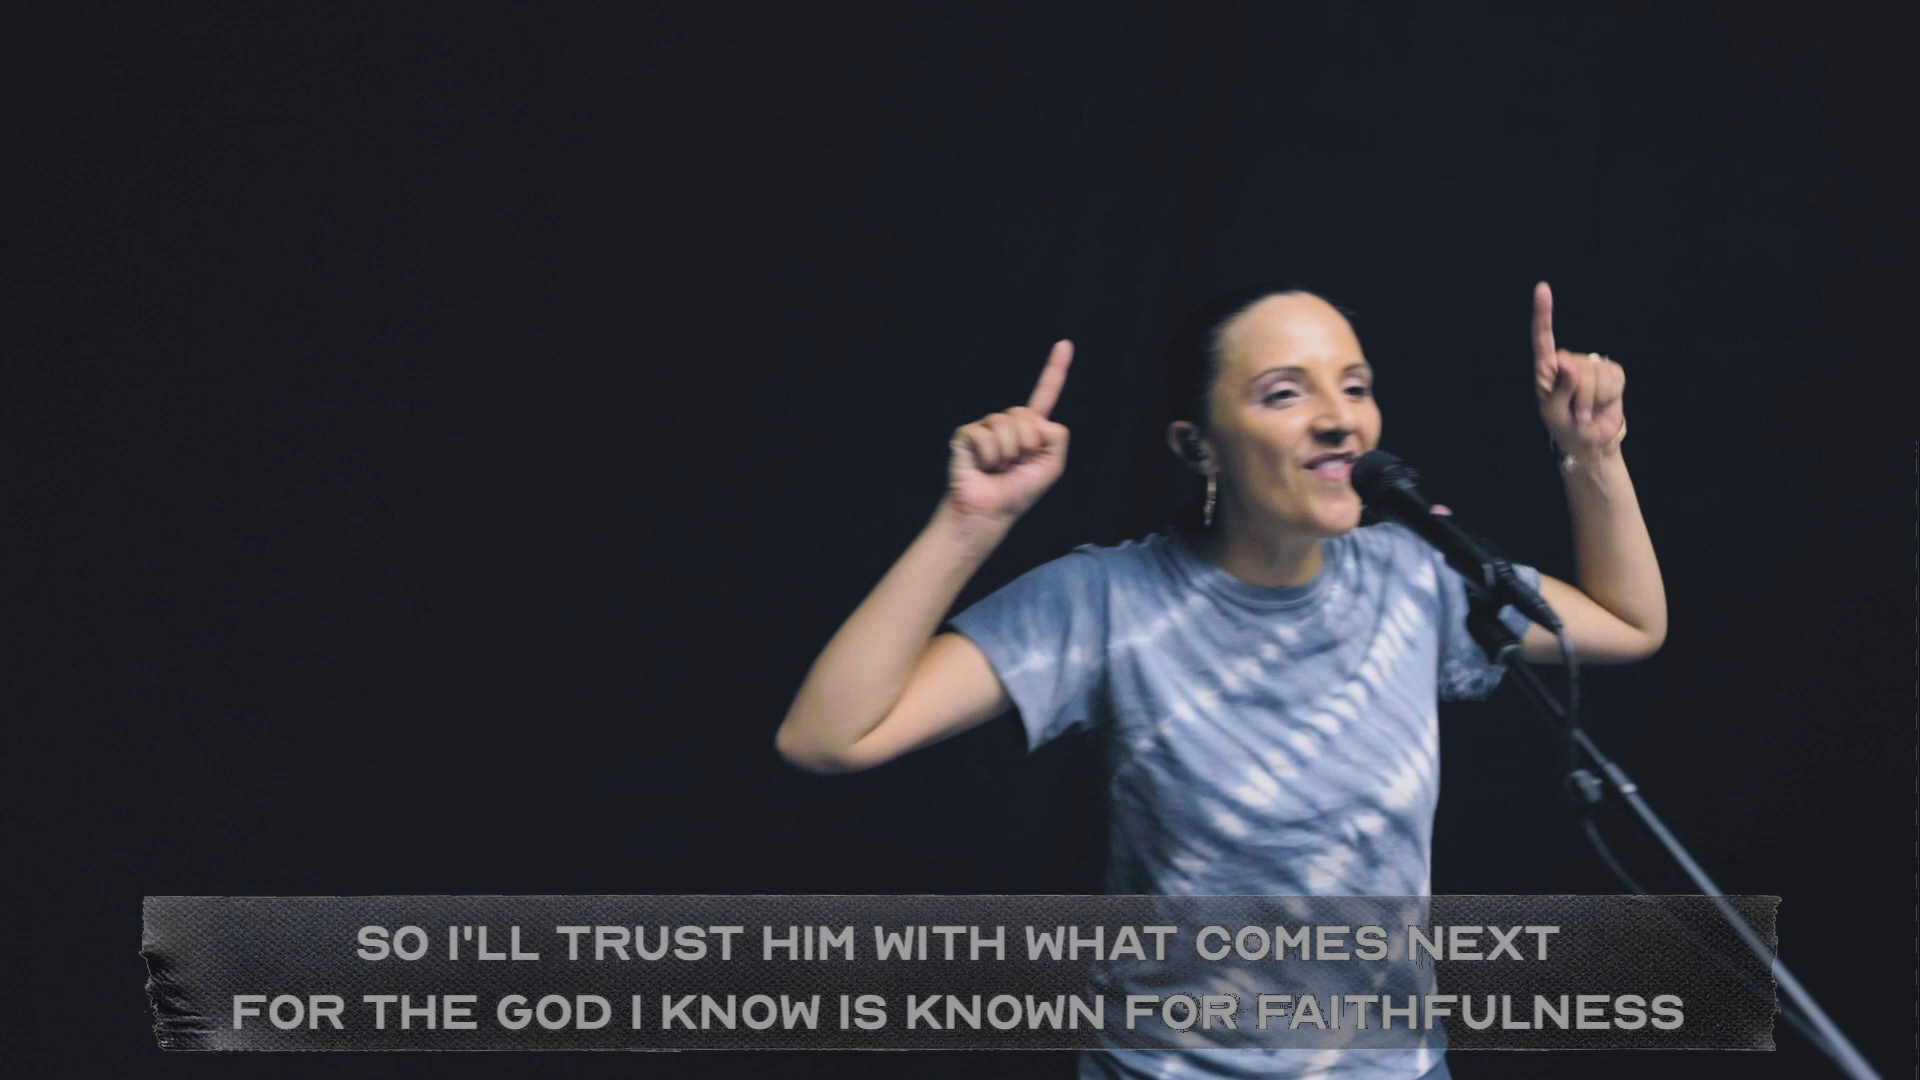 SO I'LL TRUST HIM WITH WHAT COMES NEXT
FOR THE GOD I KNOW IS KNOWN FOR FAITHFULNESS